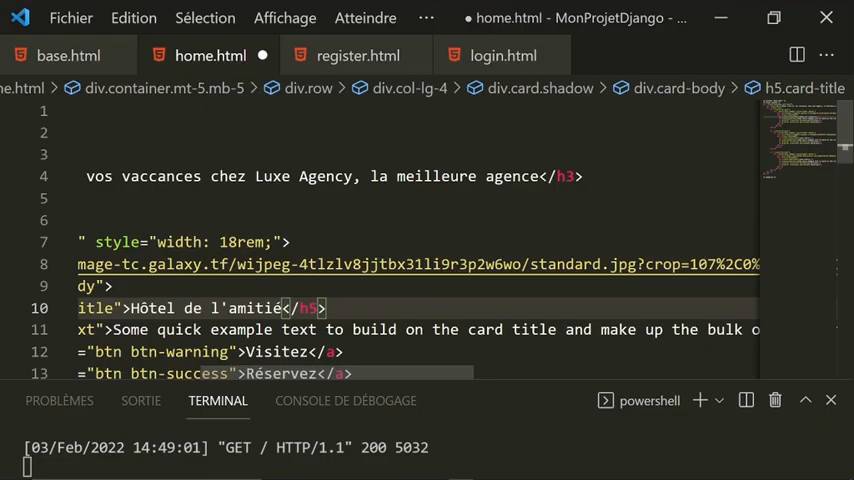 Fichier Edition Sélection Affichage Atteindre ··· ●home.html - MonProjetDjango - ...
base.html home.html ● register.html login.html ···
e.html > div.container.mt-5.mb-5 > div.row > div.col-lg-4 > div.card.shadow > div.card-body > h5.card-title
1
2
3
4 vos vaccances chez Luxe Agency, la meilleure agence</h3>
5
6
7 " style="width: 18rem;">
8 mage-tc.galaxy.tf/wijpeg-4tlzlv8jjtbx31li9r3p2w6wo/standard.jpg?crop=107%2C0%
9 dy">
10 itle">Hôtel de l'amitié</h5>
11 xt">Some quick example text to build on the card title and make up the bulk o
12 ="btn btn-warning">Visitez</a>
13 ="btn btn-success">Réservez</a>
PROBLÈMES SORTIE TERMINAL CONSOLE DE DÉBOGAGE powershell
[03/Feb/2022 14:49:01] "GET / HTTP/1.1" 200 5032